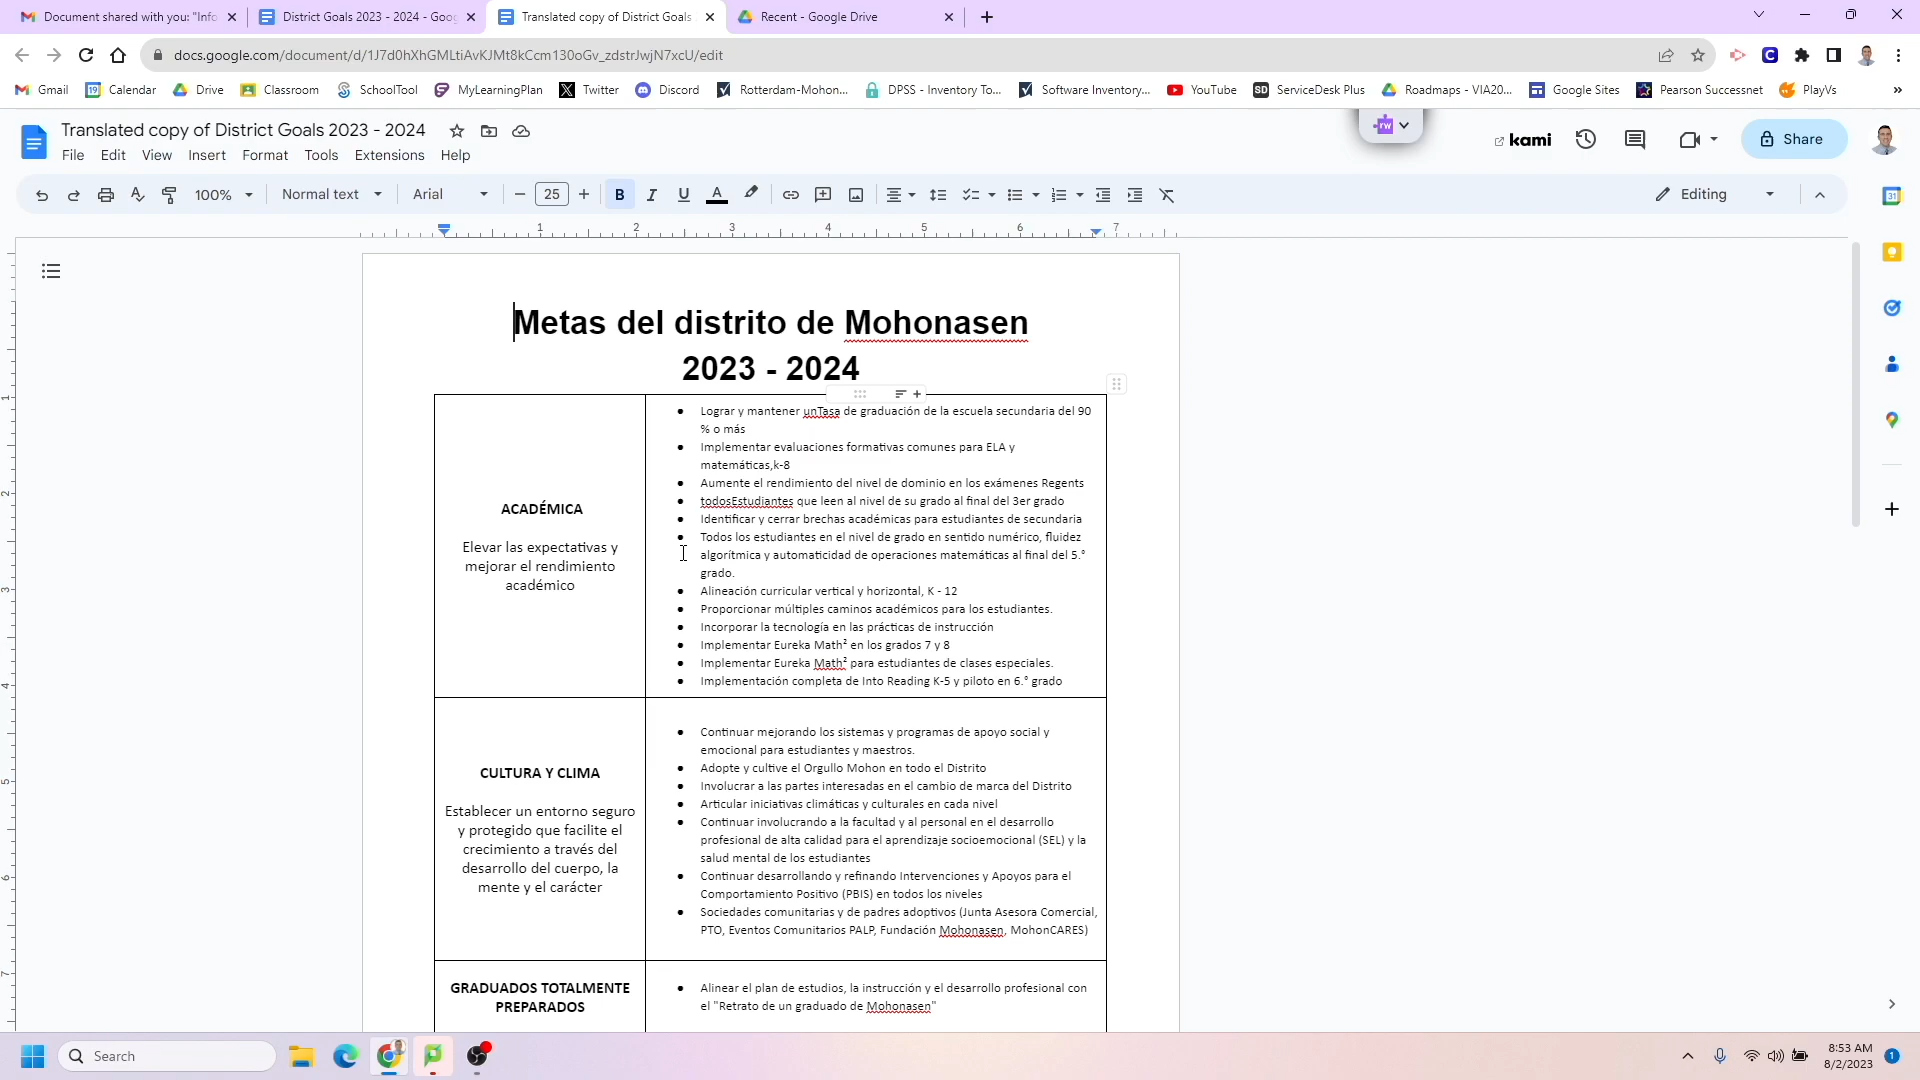 Document shared with you: "Info
District Goals 2023 - 2024 - Goog
Translated copy of District Goals
Recent - Google Drive
docs.google.com/document/d/1J7d0hXhGMLtiAvKJMt8kCcm130oGv_zdstrJwjN7xcU/edit
Gmail
Calendar
Drive
Classroom
SchoolTool
MyLearningPlan
Twitter
Discord
Rotterdam-Mohon...
DPSS - Inventory To...
Software Inventory...
YouTube
ServiceDesk Plus
Roadmaps - VIA20...
Google Sites
Pearson Successnet
PlayVs
Translated copy of District Goals 2023 - 2024
rw
kami
Share
File Edit View Insert Format Tools Extensions Help
100% Normal text Arial 25 B I U A Editing
1 2 3 4 5 6 7
Metas del distrito de Mohonasen
2023 - 2024
ACADÉMICA
Elevar las expectativas y
mejorar el rendimiento
académico
● Lograr y mantener unTasa de graduación de la escuela secundaria del 90
% o más
● Implementar evaluaciones formativas comunes para ELA y
matemáticas,k-8
● Aumente el rendimiento del nivel de dominio en los exámenes Regents
● todosEstudiantes que leen al nivel de su grado al final del 3er grado
● Identificar y cerrar brechas académicas para estudiantes de secundaria
● Todos los estudiantes en el nivel de grado en sentido numérico, fluidez
algorítmica y automaticidad de operaciones matemáticas al final del 5.°
grado.
● Alineación curricular vertical y horizontal, K - 12
● Proporcionar múltiples caminos académicos para los estudiantes.
● Incorporar la tecnología en las prácticas de instrucción
● Implementar Eureka Math² en los grados 7 y 8
● Implementar Eureka Math² para estudiantes de clases especiales.
● Implementación completa de Into Reading K-5 y piloto en 6.° grado
CULTURA Y CLIMA
Establecer un entorno seguro
y protegido que facilite el
crecimiento a través del
desarrollo del cuerpo, la
mente y el carácter
● Continuar mejorando los sistemas y programas de apoyo social y
emocional para estudiantes y maestros.
● Adopte y cultive el Orgullo Mohon en todo el Distrito
● Involucrar a las partes interesadas en el cambio de marca del Distrito
● Articular iniciativas climáticas y culturales en cada nivel
● Continuar involucrando a la facultad y al personal en el desarrollo
profesional de alta calidad para el aprendizaje socioemocional (SEL) y la
salud mental de los estudiantes
● Continuar desarrollando y refinando Intervenciones y Apoyos para el
Comportamiento Positivo (PBIS) en todos los niveles
● Sociedades comunitarias y de padres adoptivos (Junta Asesora Comercial,
PTO, Eventos Comunitarios PALP, Fundación Mohonasen, MohonCARES)
GRADUADOS TOTALMENTE
PREPARADOS
● Alinear el plan de estudios, la instrucción y el desarrollo profesional con
el "Retrato de un graduado de Mohonasen"
1
2
3
4
5
6
7
Search
8:53 AM
8/2/2023
1